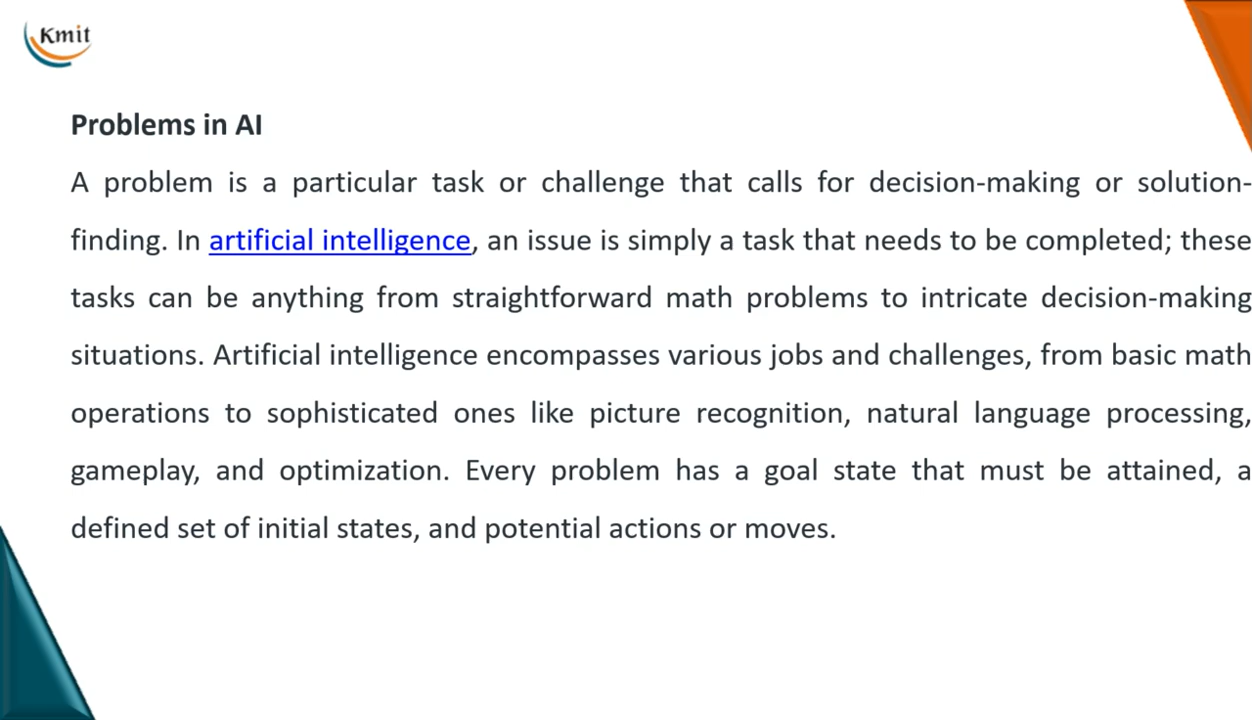 Kmit
Problems in AI
A problem is a particular task or challenge that calls for decision-making or solution-
finding. In artificial intelligence, an issue is simply a task that needs to be completed; these
tasks can be anything from straightforward math problems to intricate decision-making
situations. Artificial intelligence encompasses various jobs and challenges, from basic math
operations to sophisticated ones like picture recognition, natural language processing,
gameplay, and optimization. Every problem has a goal state that must be attained, a
defined set of initial states, and potential actions or moves.